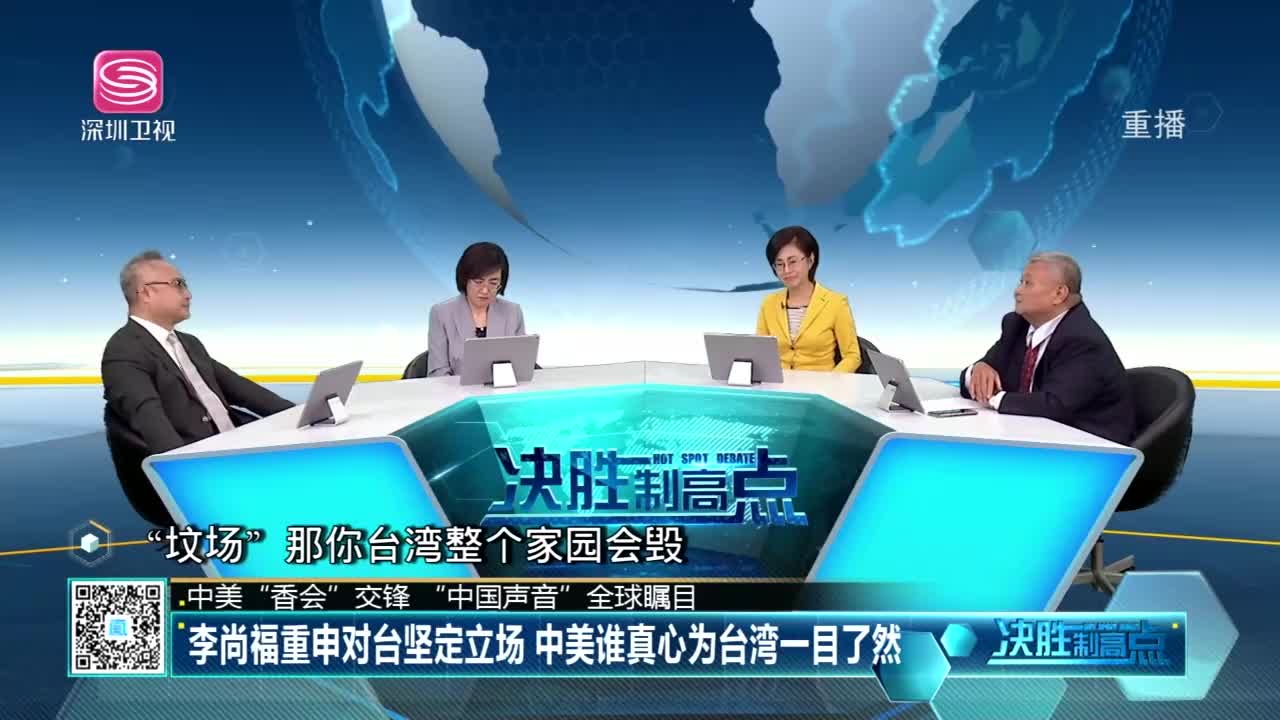 深圳卫视
重播
HOT SPOT DEBATE
决胜制高点
“坟场”那你台湾整个家园会毁
中美“香会”交锋 “中国声音”全球瞩目
李尚福重申对台坚定立场 中美谁真心为台湾一目了然
决胜制高点